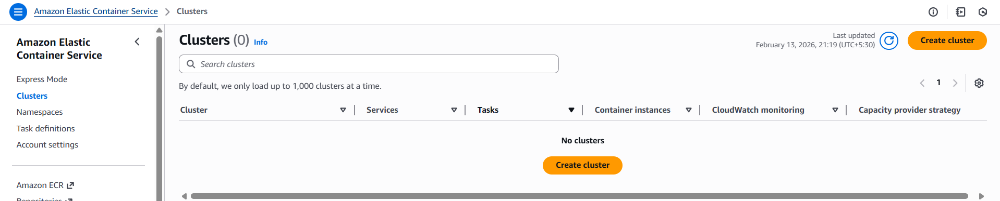 Amazon Elastic Container Service > Clusters
Amazon Elastic
Container Service
Express Mode
Clusters
Namespaces
Task definitions
Account settings
Amazon ECR
Repositories
Clusters (0) Info
Last updated
February 13, 2026, 21:19 (UTC+5:30)
Create cluster
Search clusters
By default, we only load up to 1,000 clusters at a time.
1
Cluster Services Tasks Container instances CloudWatch monitoring Capacity provider strategy
No clusters
Create cluster